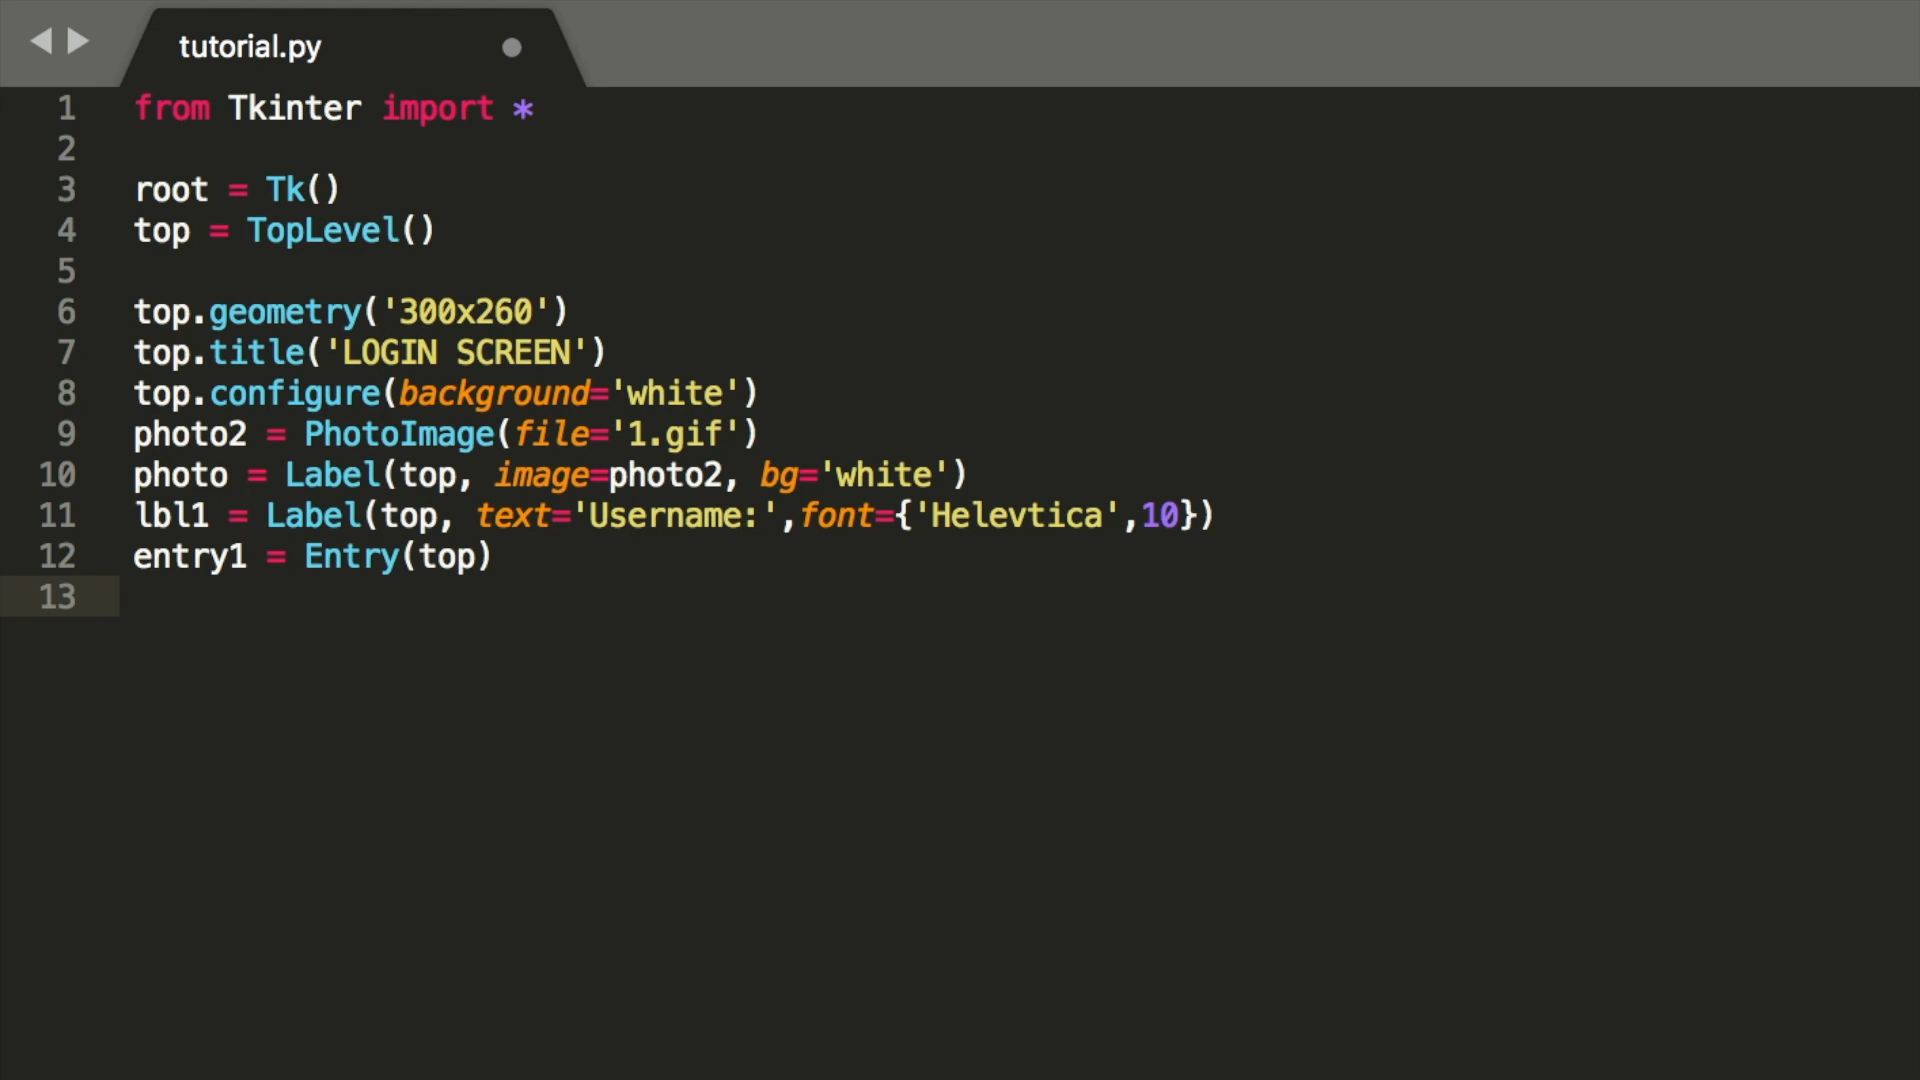 tutorial.py
1 from Tkinter import *
2
3 root = Tk()
4 top = TopLevel()
5
6 top.geometry('300x260')
7 top.title('LOGIN SCREEN')
8 top.configure(background='white')
9 photo2 = PhotoImage(file='1.gif')
10 photo = Label(top, image=photo2, bg='white')
11 lbl1 = Label(top, text='Username:',font={'Helevtica',10})
12 entry1 = Entry(top)
13